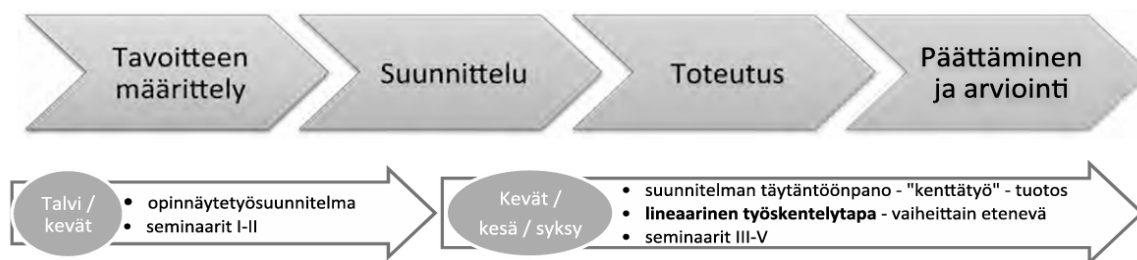 Tavoitteen
määrittely
Suunnittelu
Toteutus
Päättäminen
ja arviointi
Talvi /
kevät
• opinnäytetyösuunnitelma
• seminaarit I-II
Kevät /
kesä / syksy
• suunnitelman täytäntöönpano - "kenttätyö" - tuotos
• lineaarinen työskentelytapa - vaiheittain etenevä
• seminaarit III-V